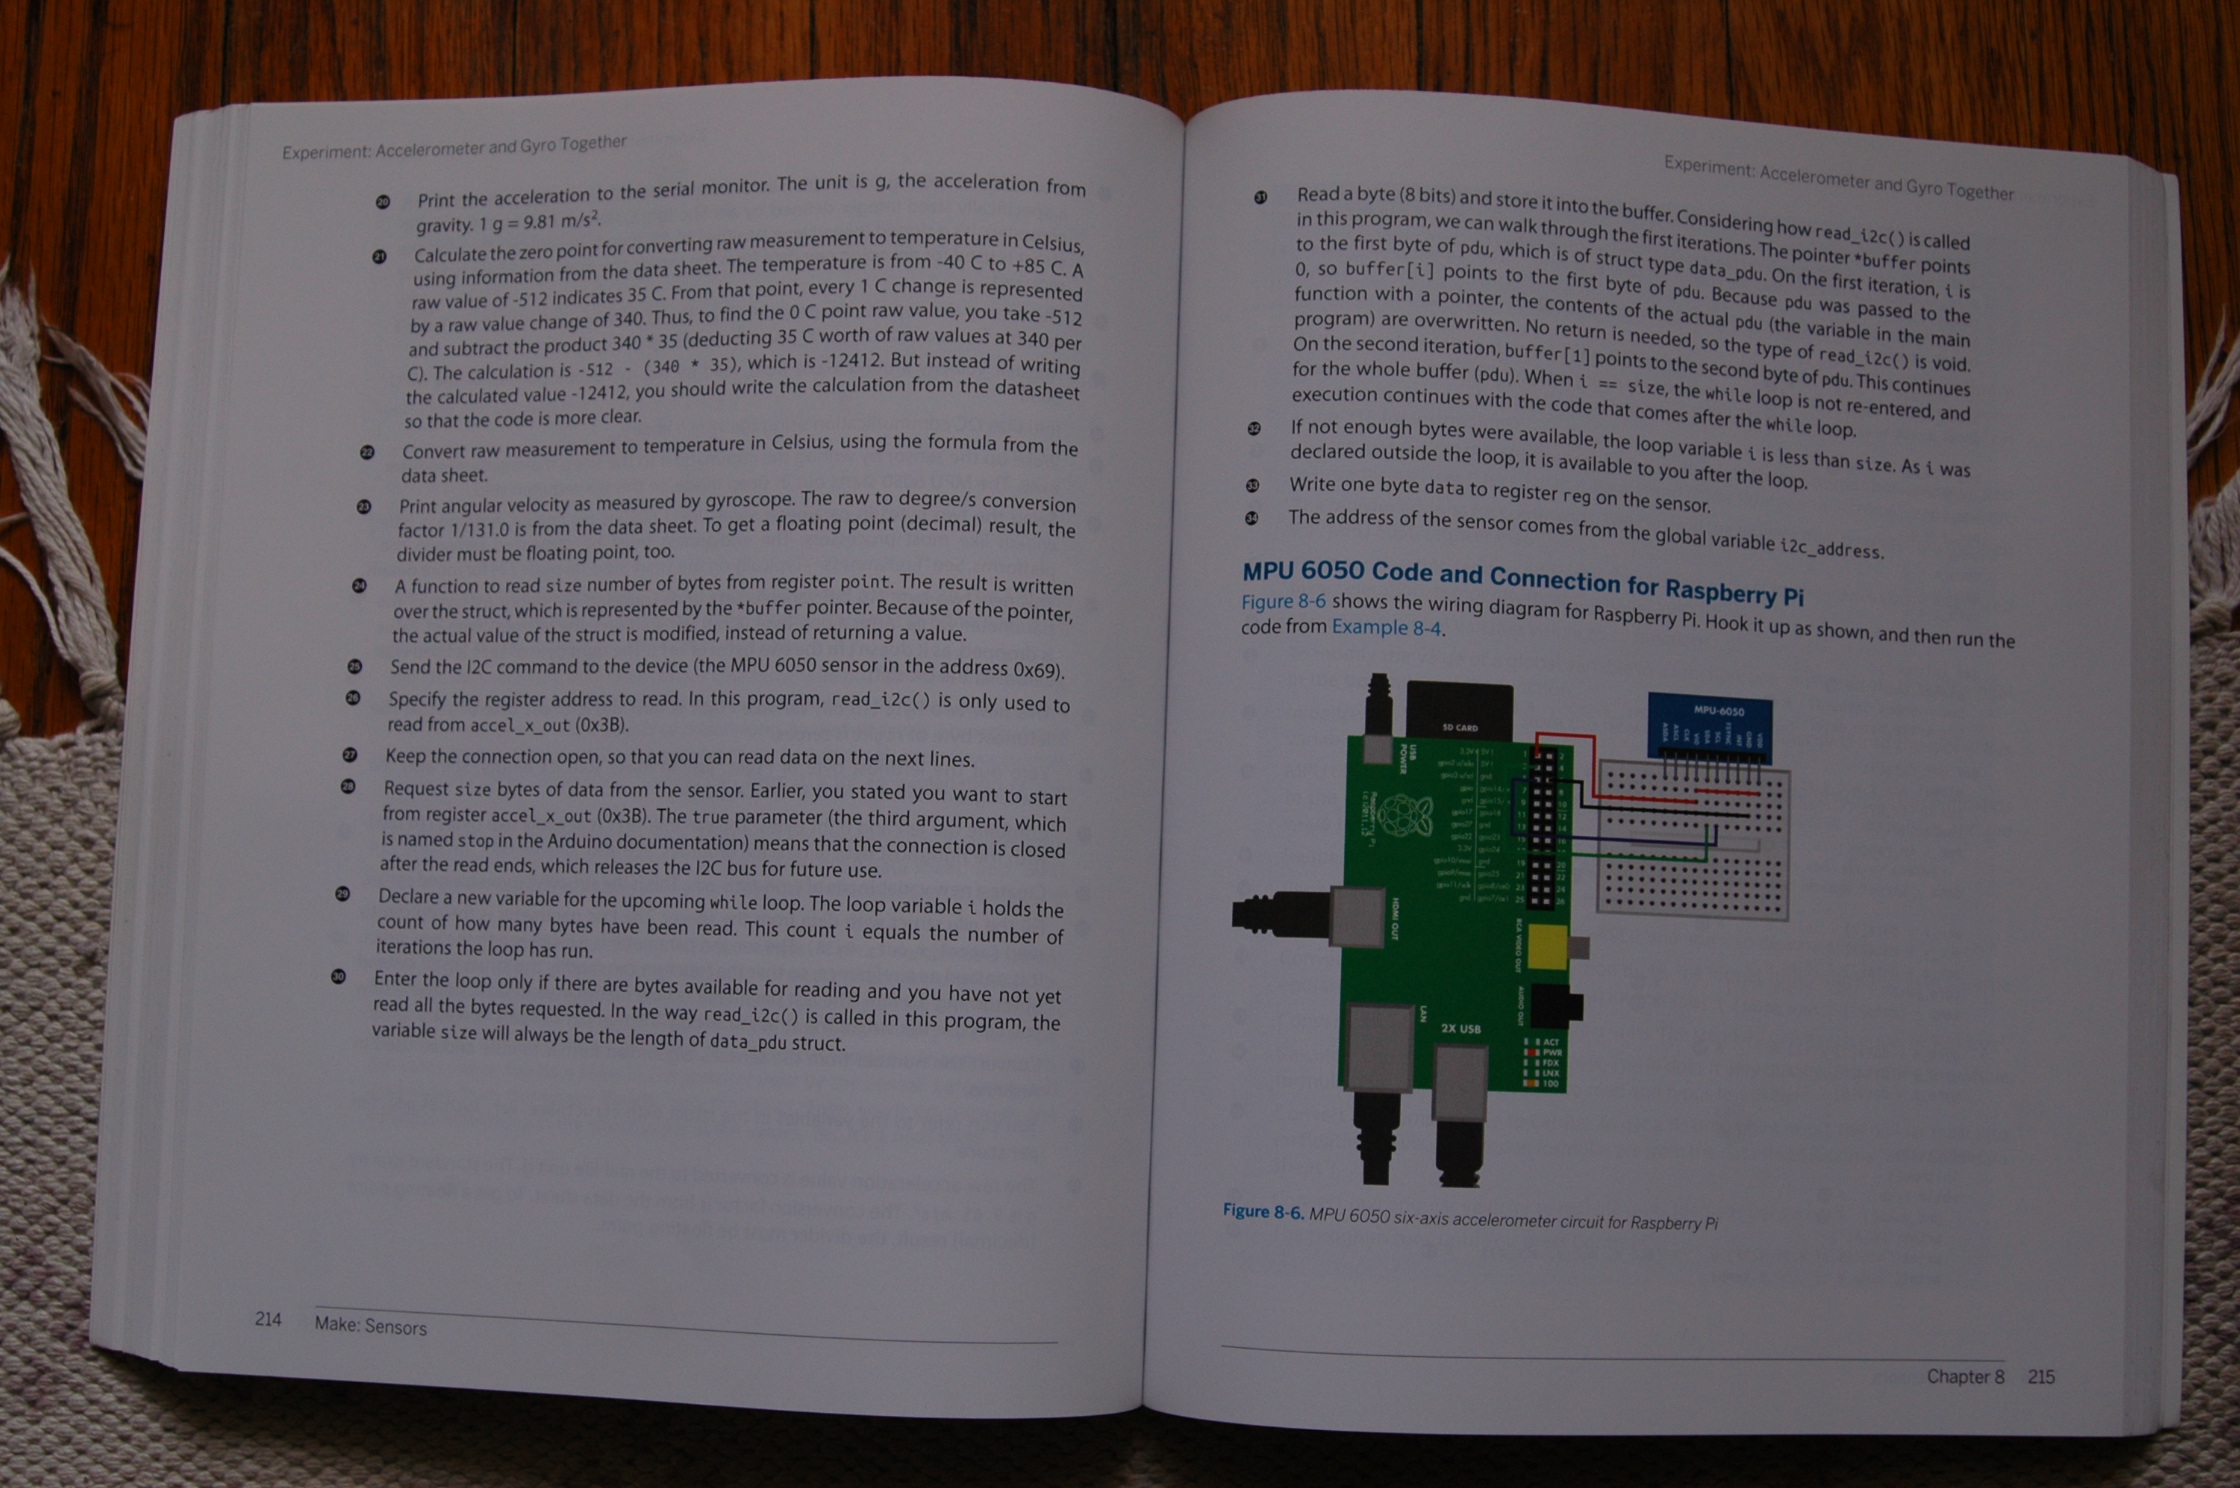 Experiment: Accelerometer and Gyro Together
⑳ Print the acceleration to the serial monitor. The unit is g, the acceleration from
gravity. 1 g = 9.81 m/s².
㉑ Calculate the zero point for converting raw measurement to temperature in Celsius,
using information from the data sheet. The temperature is from -40 C to +85 C. A
raw value of -512 indicates 35 C. From that point, every 1 C change is represented
by a raw value change of 340. Thus, to find the 0 C point raw value, you take -512
and subtract the product 340 * 35 (deducting 35 C worth of raw values at 340 per
C). The calculation is -512 - (340 * 35), which is -12412. But instead of writing
the calculated value -12412, you should write the calculation from the datasheet
so that the code is more clear.
㉒ Convert raw measurement to temperature in Celsius, using the formula from the
data sheet.
㉓ Print angular velocity as measured by gyroscope. The raw to degree/s conversion
factor 1/131.0 is from the data sheet. To get a floating point (decimal) result, the
divider must be floating point, too.
㉔ A function to read size number of bytes from register point. The result is written
over the struct, which is represented by the *buffer pointer. Because of the pointer,
the actual value of the struct is modified, instead of returning a value.
㉕ Send the I2C command to the device (the MPU 6050 sensor in the address 0x69).
㉖ Specify the register address to read. In this program, read_i2c() is only used to
read from accel_x_out (0x3B).
㉗ Keep the connection open, so that you can read data on the next lines.
㉘ Request size bytes of data from the sensor. Earlier, you stated you want to start
from register accel_x_out (0x3B). The true parameter (the third argument, which
is named stop in the Arduino documentation) means that the connection is closed
after the read ends, which releases the I2C bus for future use.
㉙ Declare a new variable for the upcoming while loop. The loop variable i holds the
count of how many bytes have been read. This count i equals the number of
iterations the loop has run.
㉚ Enter the loop only if there are bytes available for reading and you have not yet
read all the bytes requested. In the way read_i2c() is called in this program, the
variable size will always be the length of data_pdu struct.
214 Make: Sensors
Experiment: Accelerometer and Gyro Together
㉛ Read a byte (8 bits) and store it into the buffer. Considering how read_i2c() is called
in this program, we can walk through the first iterations. The pointer *buffer points
to the first byte of pdu, which is of struct type data_pdu. On the first iteration, i is
0, so buffer[i] points to the first byte of pdu. Because pdu was passed to the
function with a pointer, the contents of the actual pdu (the variable in the main
program) are overwritten. No return is needed, so the type of read_i2c() is void.
On the second iteration, buffer[1] points to the second byte of pdu. This continues
for the whole buffer (pdu). When i == size, the while loop is not re-entered, and
execution continues with the code that comes after the while loop.
㉜ If not enough bytes were available, the loop variable i is less than size. As i was
declared outside the loop, it is available to you after the loop.
㉝ Write one byte data to register reg on the sensor.
㉞ The address of the sensor comes from the global variable i2c_address.
MPU 6050 Code and Connection for Raspberry Pi
Figure 8-6 shows the wiring diagram for Raspberry Pi. Hook it up as shown, and then run the
code from Example 8-4.
MPU-6050
ASDA
ASCL
CLK
VIO
SDA
SCL
FSYNC
INT
GND
VDD
SD CARD
USB
POWER
Raspberry Pi
HDMI OUT
LAN
2X USB
RCA VIDEO OUT
AUDIO OUT
ACT
PWR
FDX
LNX
100
Figure 8-6. MPU 6050 six-axis accelerometer circuit for Raspberry Pi
Chapter 8 215